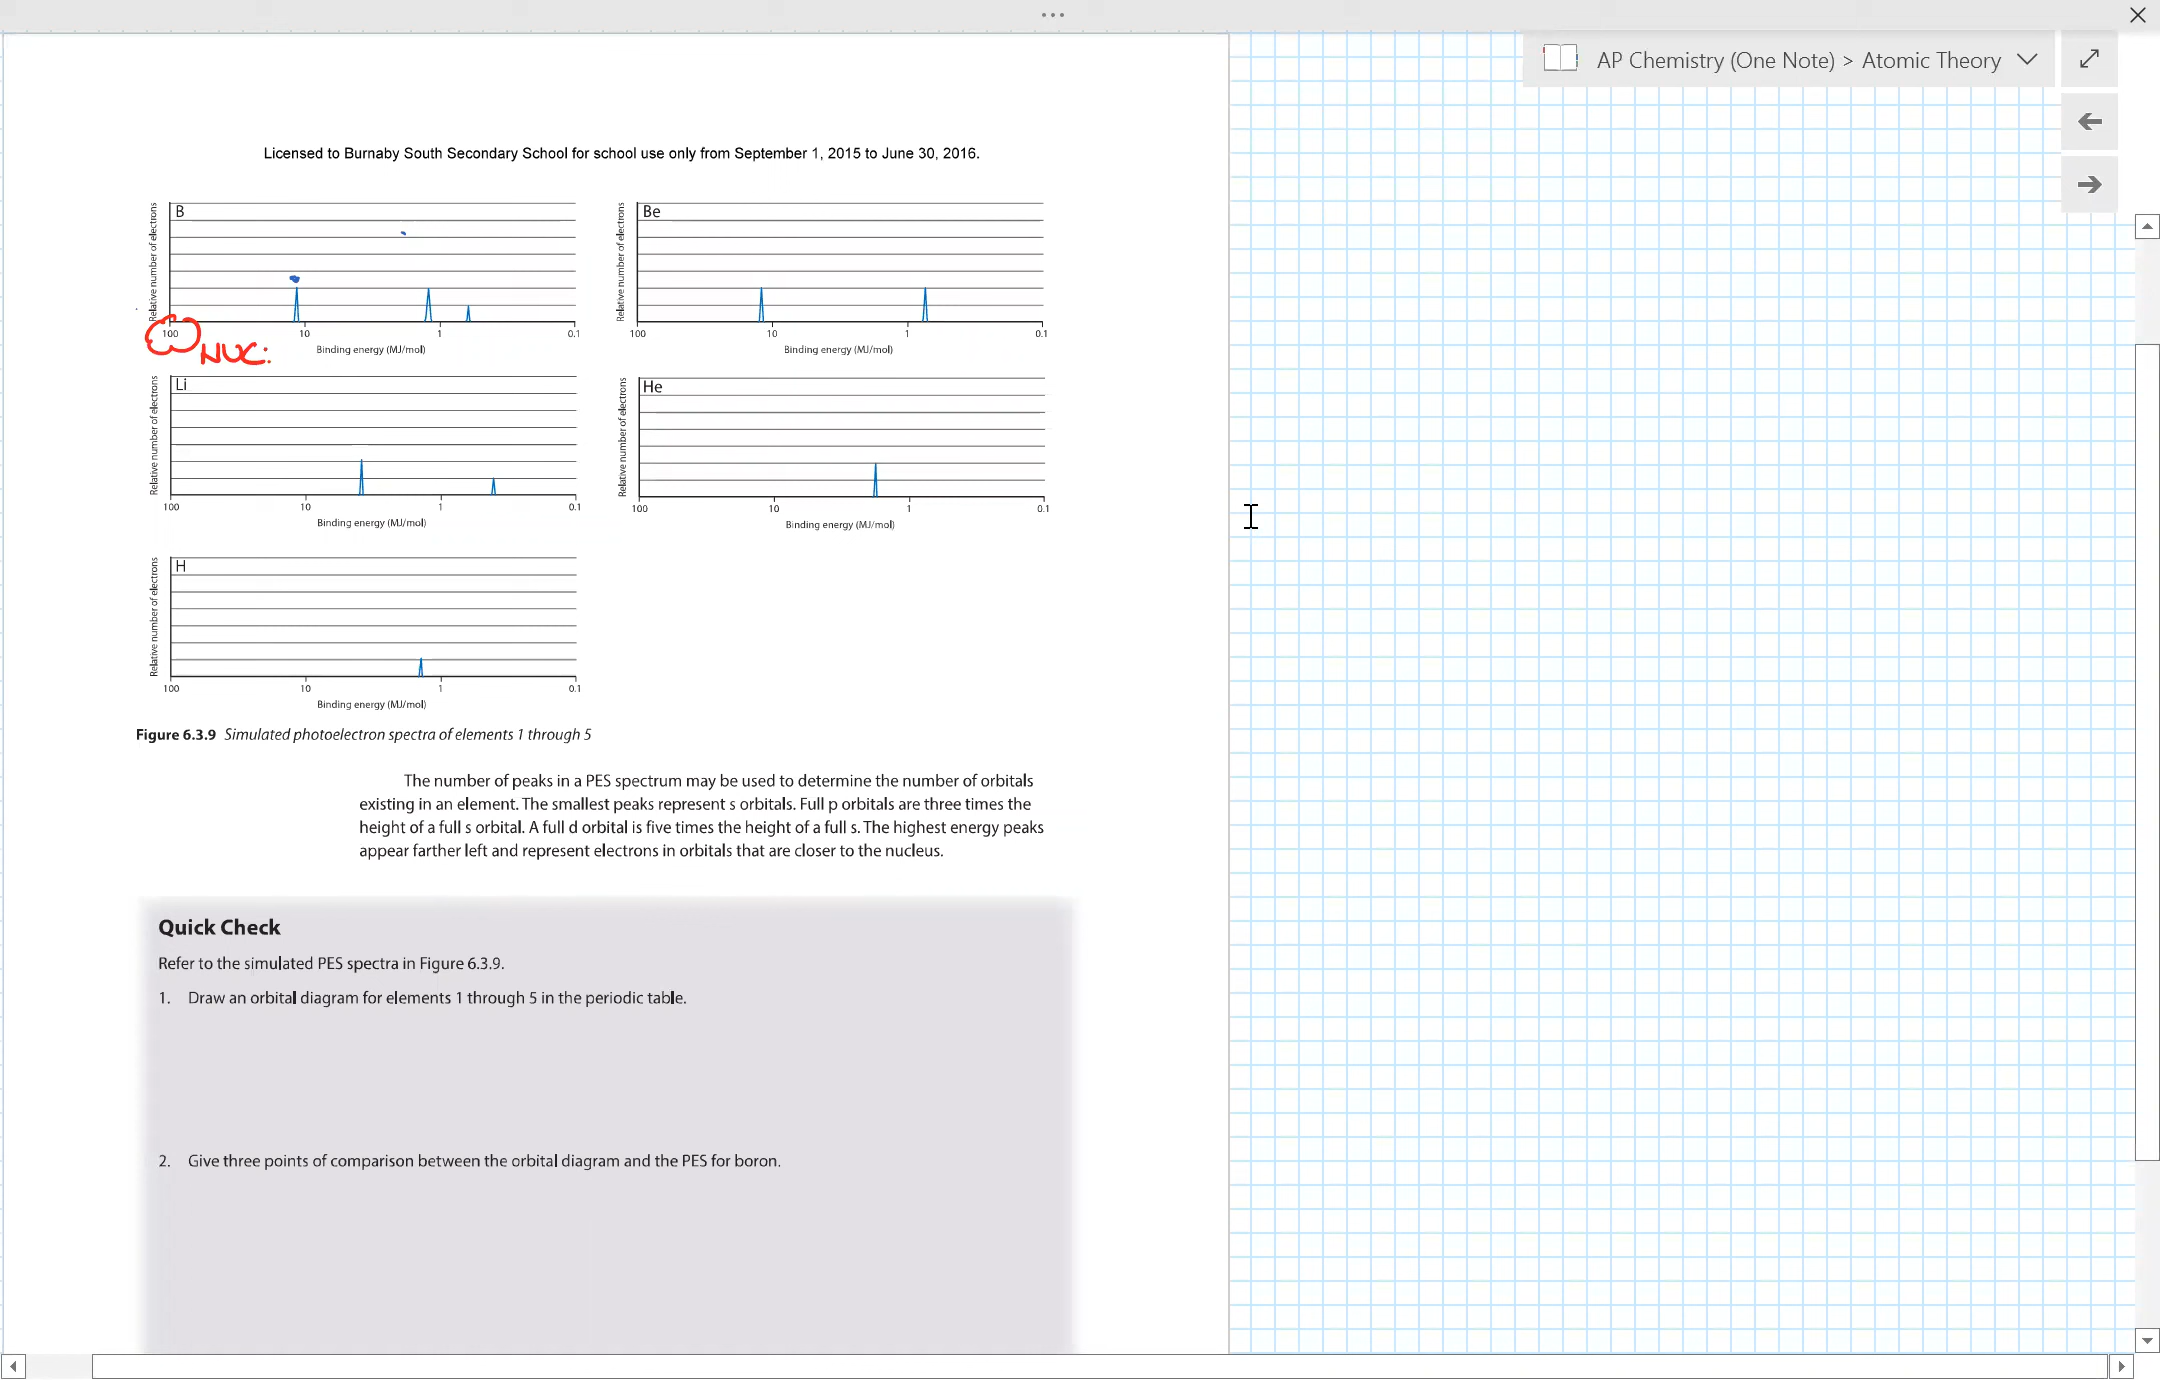 AP Chemistry (One Note) > Atomic Theory
Licensed to Burnaby South Secondary School for school use only from September 1, 2015 to June 30, 2016.
Relative number of electrons
B
100
10
1
0.1
Binding energy (MJ/mol)
NUC:
Relative number of electrons
Be
100
10
1
0.1
Binding energy (MJ/mol)
Relative number of electrons
Li
100
10
1
0.1
Binding energy (MJ/mol)
Relative number of electrons
He
100
10
1
0.1
Binding energy (MJ/mol)
Relative number of electrons
H
100
10
1
0.1
Binding energy (MJ/mol)
Figure 6.3.9 Simulated photoelectron spectra of elements 1 through 5
The number of peaks in a PES spectrum may be used to determine the number of orbitals
existing in an element. The smallest peaks represent s orbitals. Full p orbitals are three times the
height of a full s orbital. A full d orbital is five times the height of a full s. The highest energy peaks
appear farther left and represent electrons in orbitals that are closer to the nucleus.
Quick Check
Refer to the simulated PES spectra in Figure 6.3.9.
1. Draw an orbital diagram for elements 1 through 5 in the periodic table.
2. Give three points of comparison between the orbital diagram and the PES for boron.